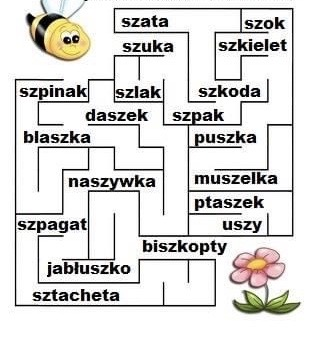 szata szok
szuka szkielet
szpinak szlak szkoda
daszek szpak
blaszka puszka
naszywka muszelka
ptaszek
szpagat uszy
biszkopty
jabłuszko
sztacheta